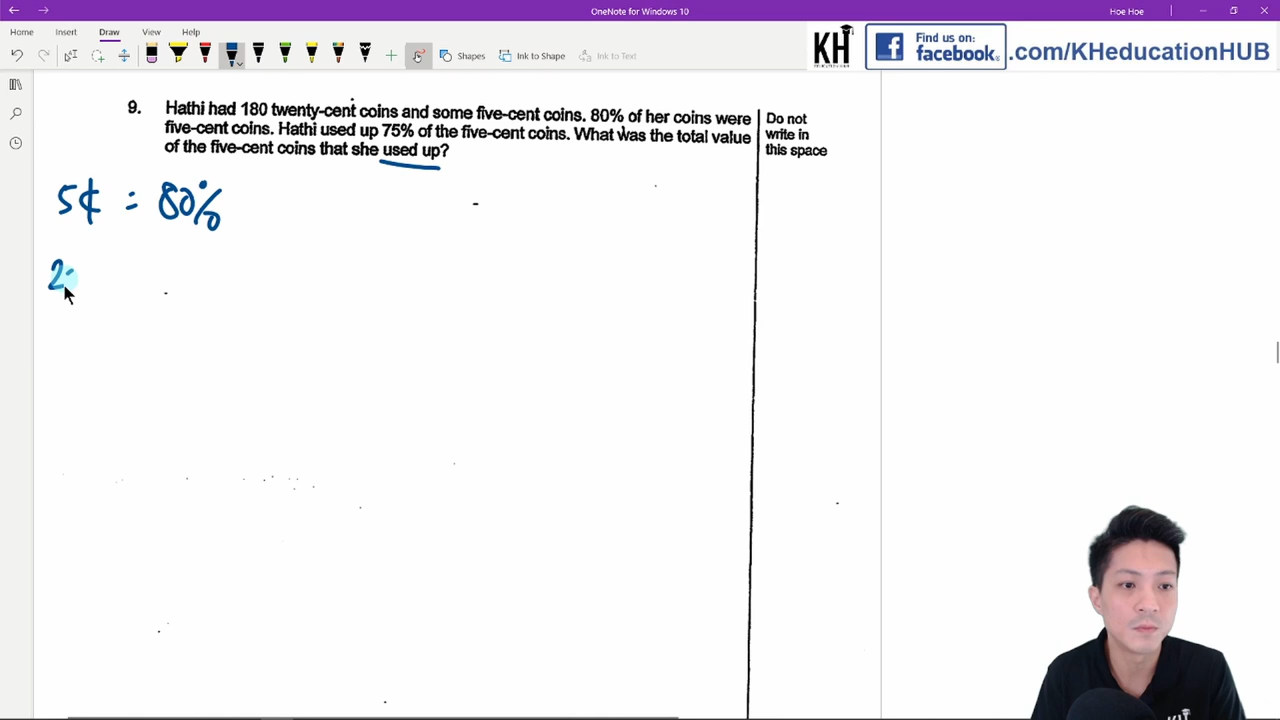 OneNote for Windows 10
Hoe Hoe
Home Insert Draw View Help
Shapes Ink to Shape Ink to Text
KH
Find us on:
facebook.
.com/KHeducationHUB
9. Hathi had 180 twenty-cent coins and some five-cent coins. 80% of her coins were
five-cent coins. Hathi used up 75% of the five-cent coins. What was the total value
of the five-cent coins that she used up?
Do not
write in
this space
5¢ = 80%
2
KH